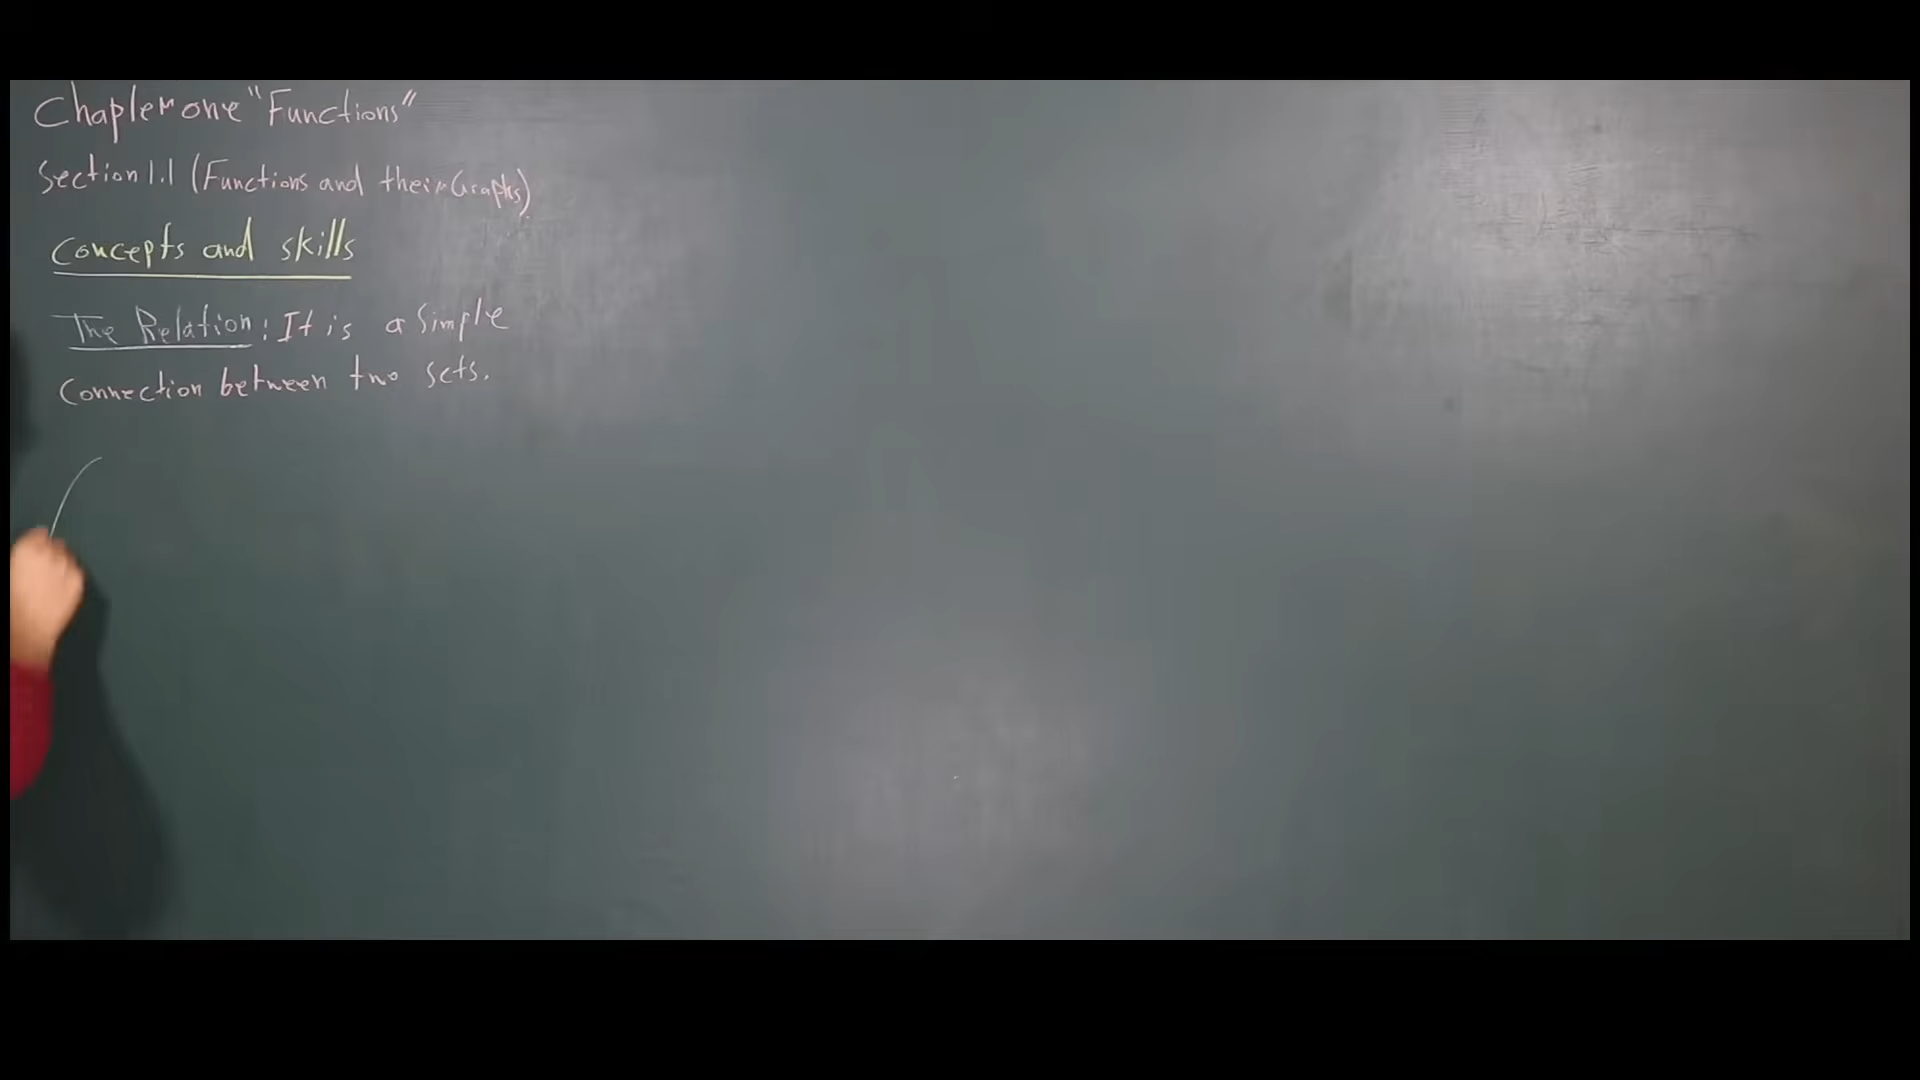 Chapter one "Functions"
Section 1.1 (Functions and their Graphs)
Concepts and skills
The Relation: It is a simple
Connection between two sets.